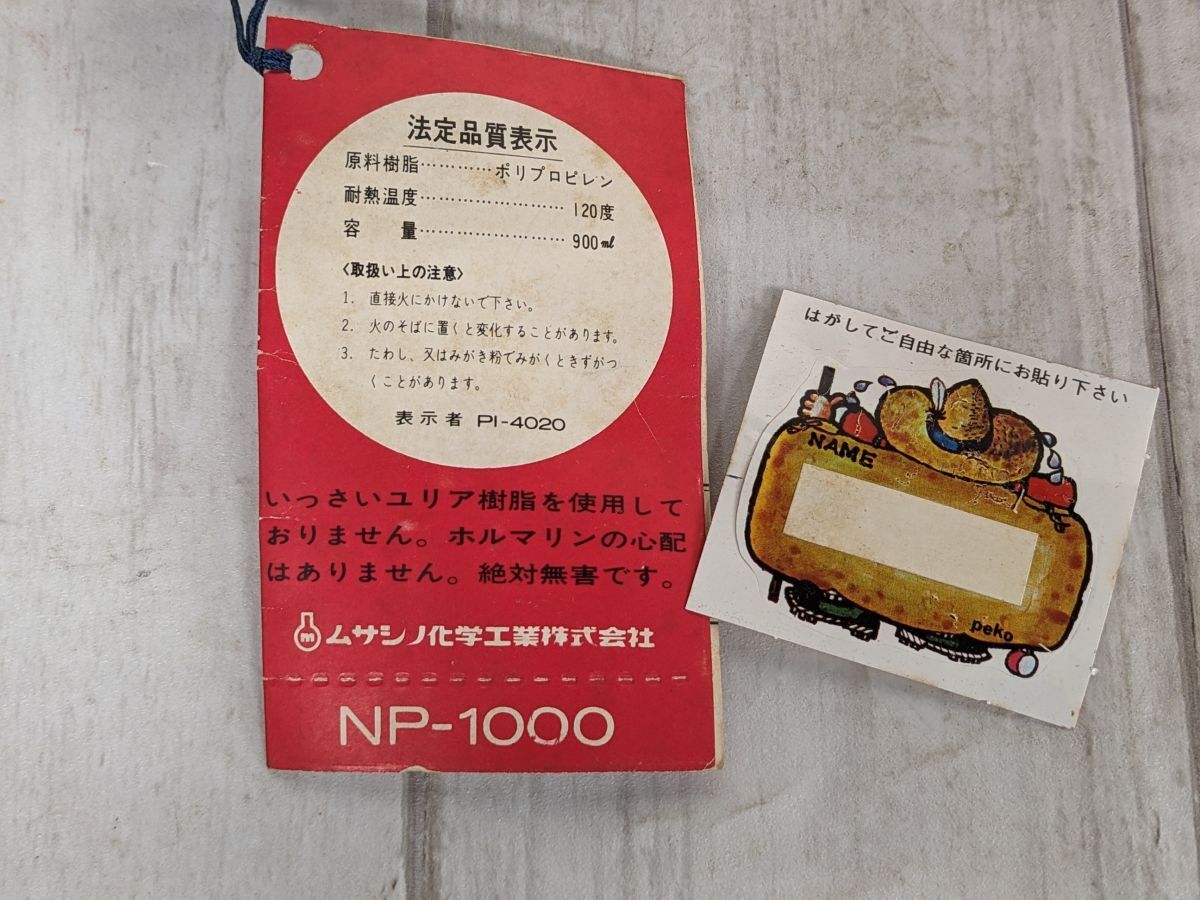 法定品質表示
原料樹脂…………ポリプロピレン
耐熱温度……………………120度
容　量……………………900㎖
〈取扱い上の注意〉
1. 直接火にかけないで下さい。
2. 火のそばに置くと変化することがあります。
3. たわし、又はみがき粉でみがくときずがつ
くことがあります。
表示者 PI-4020
いっさいユリア樹脂を使用して
おりません。ホルマリンの心配
はありません。絶対無害です。
m ムサシノ化学工業株式会社
NP-1000
はがしてご自由な箇所にお貼り下さい
NAME
peko